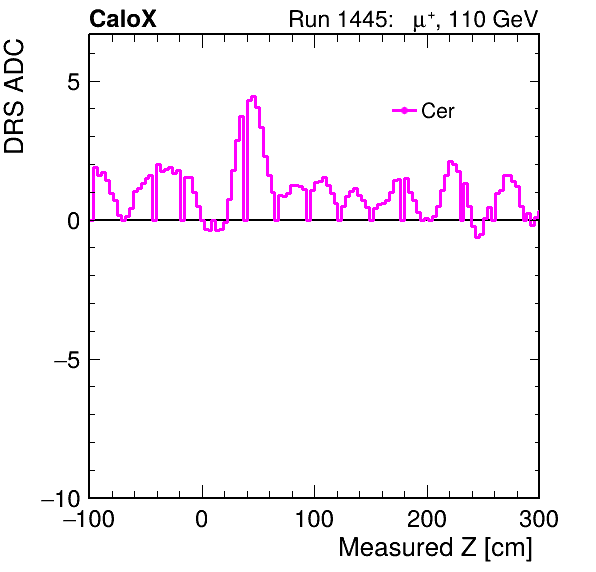 CaloX
Run 1445: μ⁺, 110 GeV
DRS ADC
Cer
5
0
−5
−10
−100 0 100 200 300
Measured Z [cm]